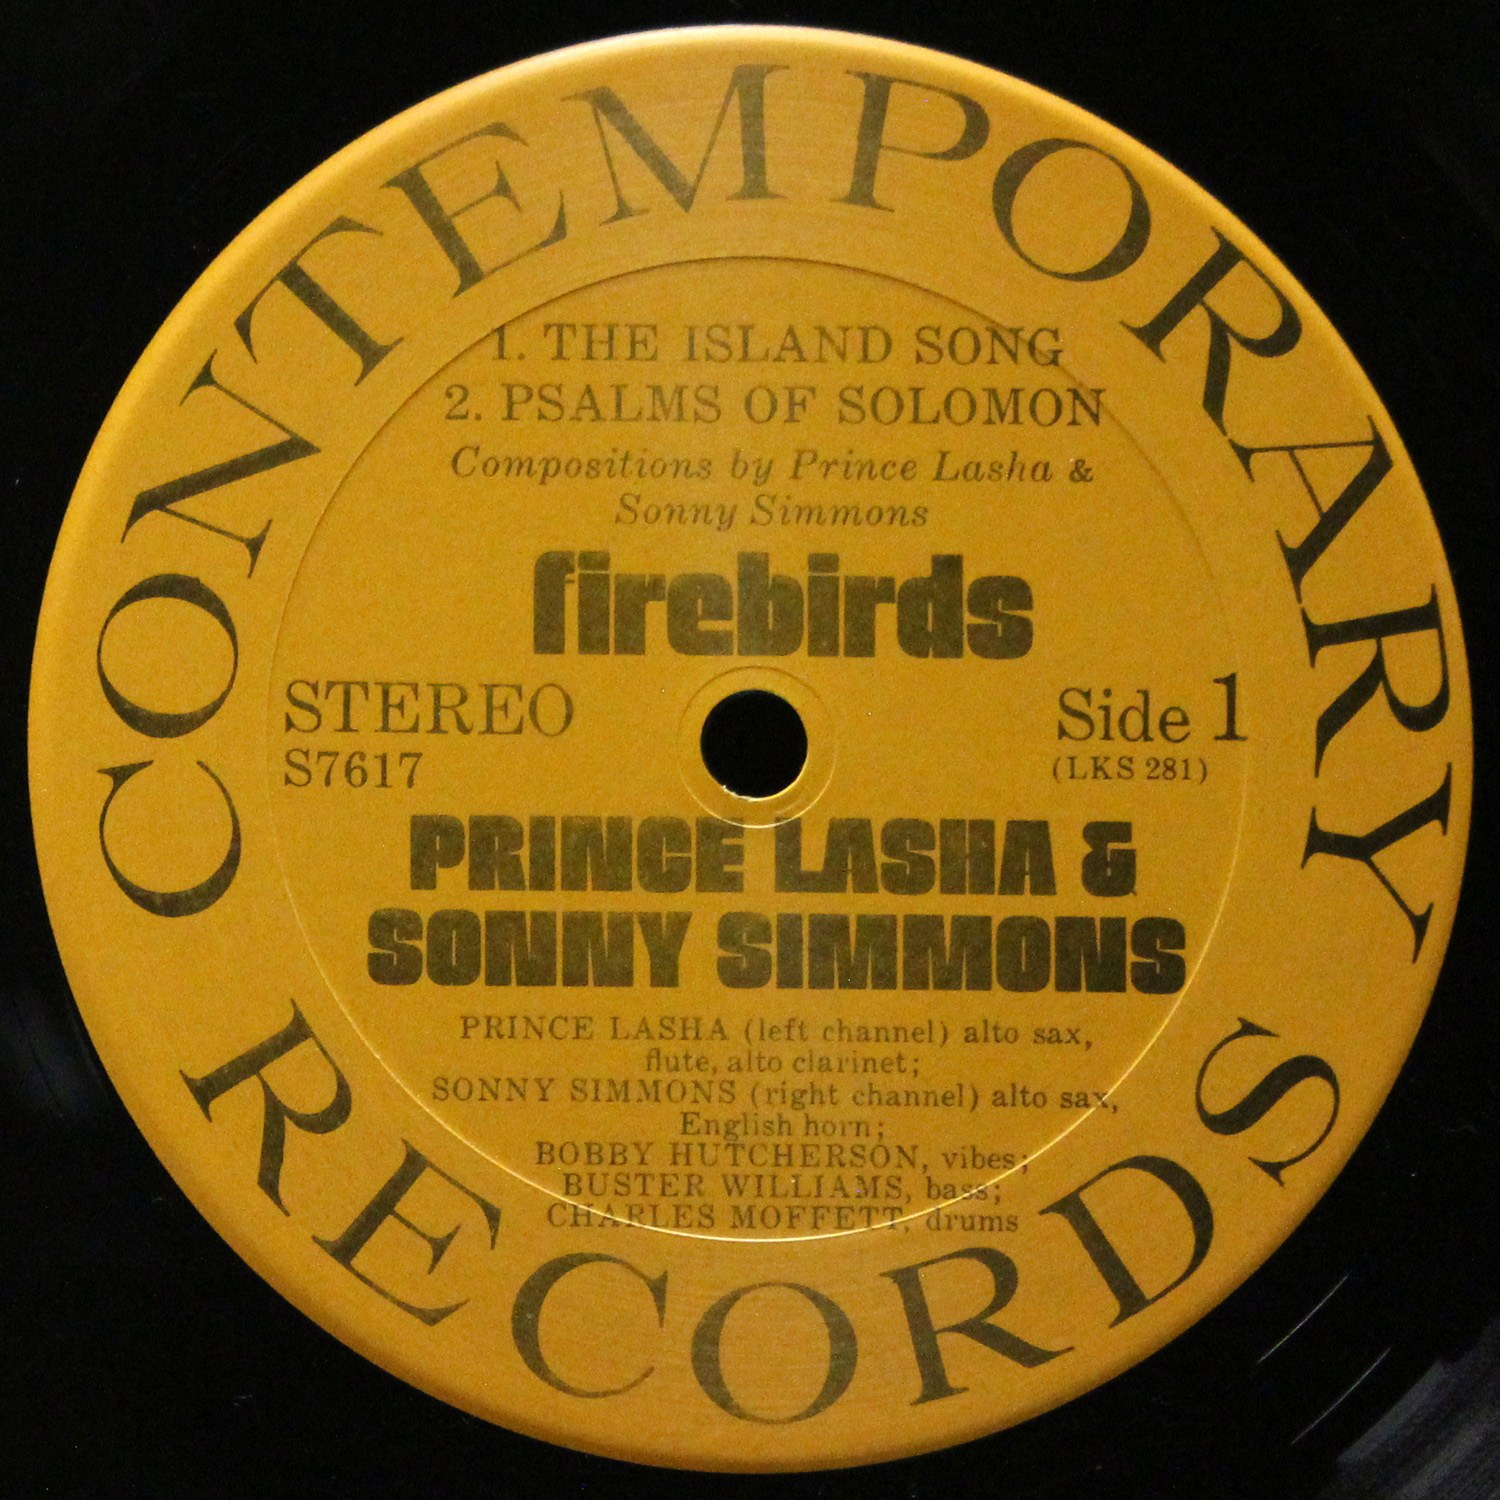 CONTEMPORARY
1. THE ISLAND SONG
2. PSALMS OF SOLOMON
Compositions by Prince Lasha &
Sonny Simmons
firebirds
STEREO
S7617
Side 1
(LKS 281)
PRINCE LASHA &
SONNY SIMMONS
PRINCE LASHA (left channel) alto sax,
flute, alto clarinet;
SONNY SIMMONS (right channel) alto sax,
English horn;
BOBBY HUTCHERSON, vibes;
BUSTER WILLIAMS, bass;
CHARLES MOFFETT, drums
RECORDS